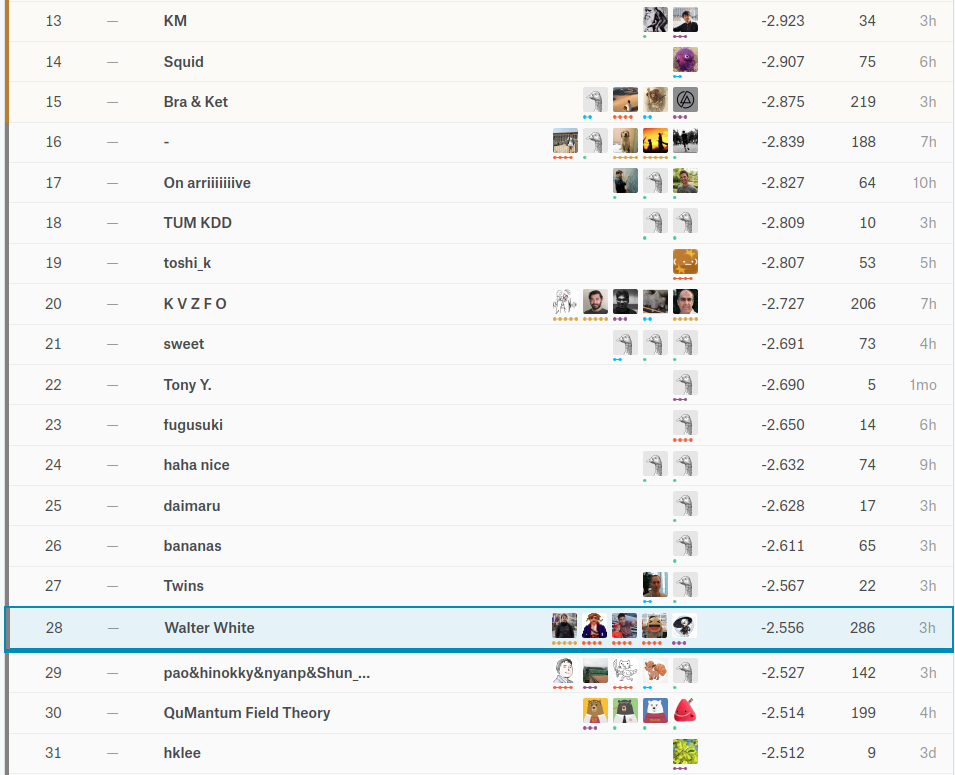 13 — KM -2.923 34 3h
14 — Squid -2.907 75 6h
15 — Bra & Ket -2.875 219 3h
16 — - -2.839 188 7h
17 — On arriiiiiiive -2.827 64 10h
18 — TUM KDD -2.809 10 3h
19 — toshi_k -2.807 53 5h
20 — K V Z F O -2.727 206 7h
21 — sweet -2.691 73 4h
22 — Tony Y. -2.690 5 1mo
23 — fugusuki -2.650 14 6h
24 — haha nice -2.632 74 9h
25 — daimaru -2.628 17 3h
26 — bananas -2.611 65 3h
27 — Twins -2.567 22 3h
28 — Walter White -2.556 286 3h
29 — pao&hinokky&nyanp&Shun_... -2.527 142 3h
30 — QuMantum Field Theory -2.514 199 4h
31 — hklee -2.512 9 3d